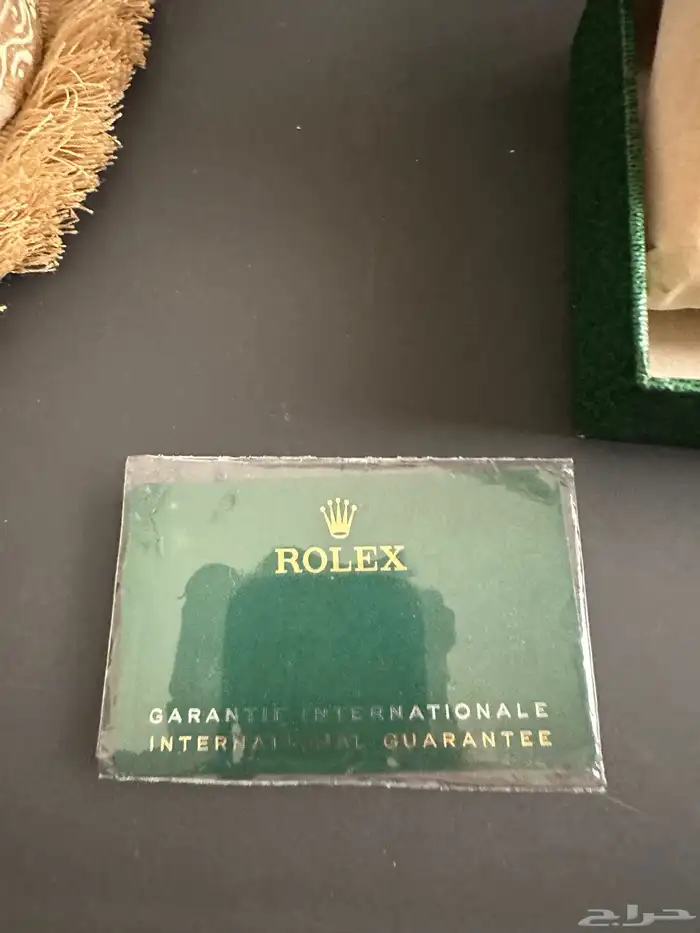 ROLEX
GARANTIE INTERNATIONALE
INTERNATIONAL GUARANTEE
حراج